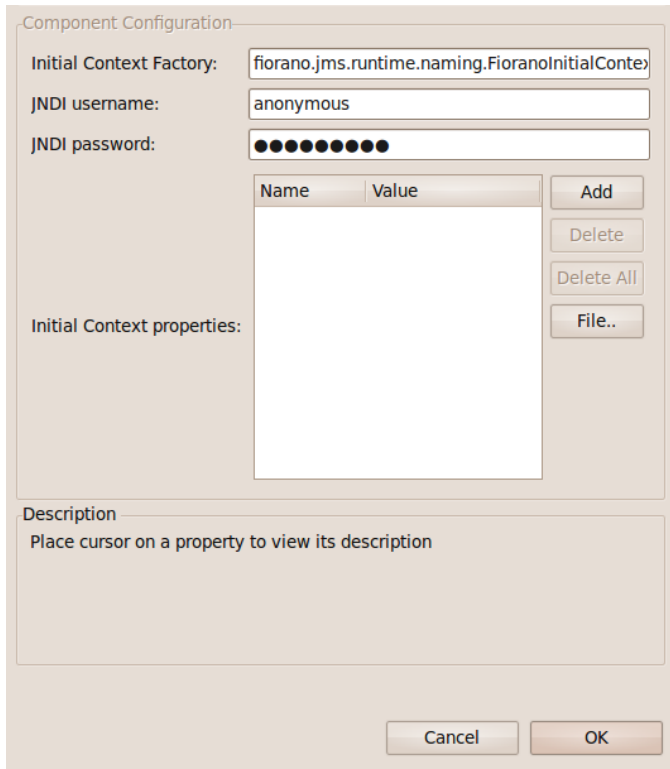 Component Configuration
Initial Context Factory: fiorano.jms.runtime.naming.FioranoInitialContex
JNDI username: anonymous
JNDI password: ●●●●●●●●●
Name Value Add
Delete
Delete All
File..
Initial Context properties:
Description
Place cursor on a property to view its description
Cancel OK